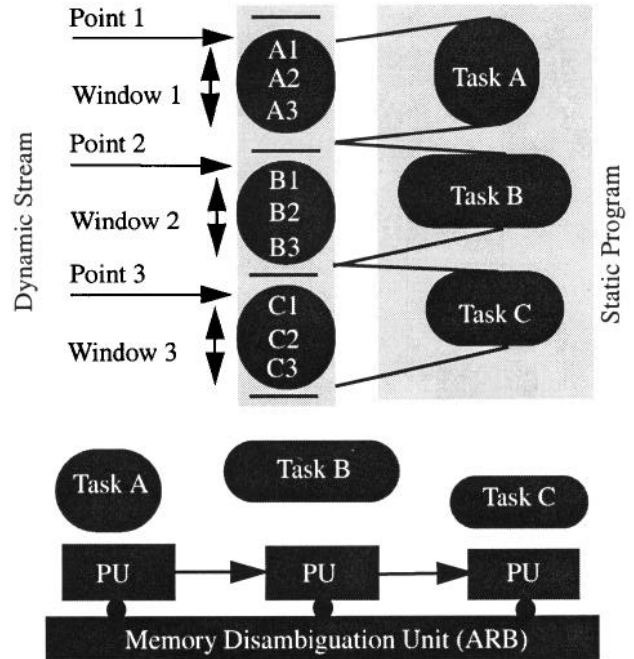 Point 1
Window 1
Point 2
Window 2
Point 3
Window 3
Dynamic Stream
A1
A2
A3
B1
B2
B3
C1
C2
C3
Task A
Task B
Task C
Static Program
Task A
Task B
Task C
PU
PU
PU
Memory Disambiguation Unit (ARB)